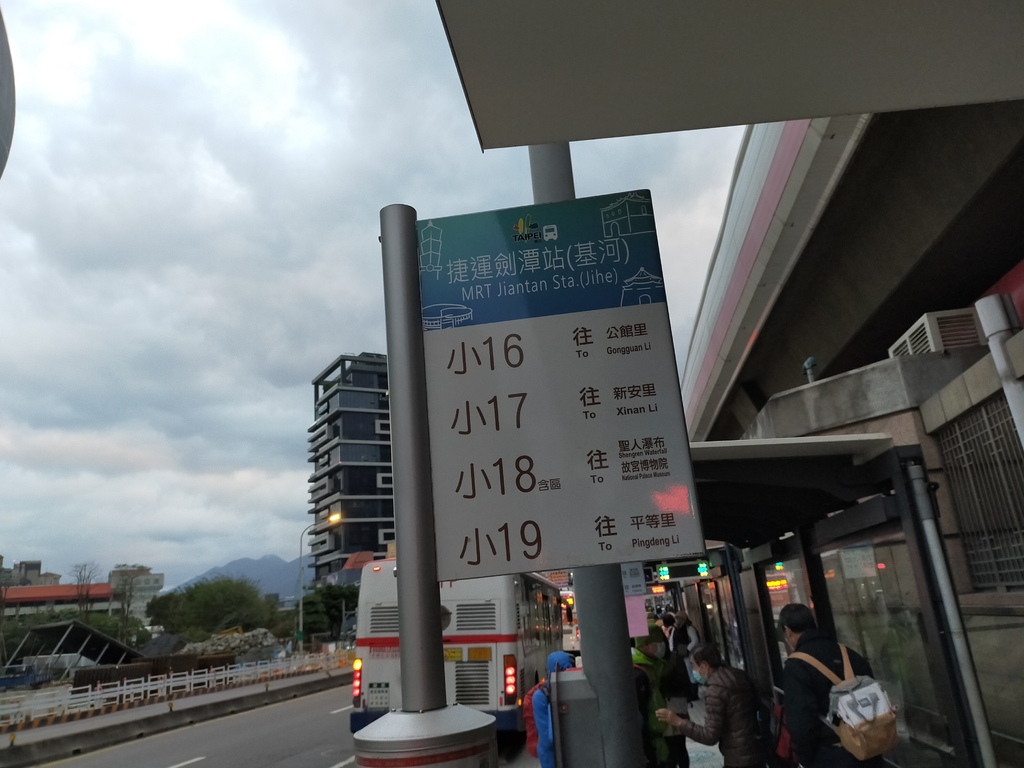 TAIPEI
捷運劍潭站(基河)
MRT Jiantan Sta.(Jihe)
小16 往 公館里
To Gongguan Li
小17 往 新安里
To Xinan Li
小18含區 往 聖人瀑布
Shengren Waterfall
To 故宮博物院
National Palace Museum
小19 往 平等里
To Pingdeng Li